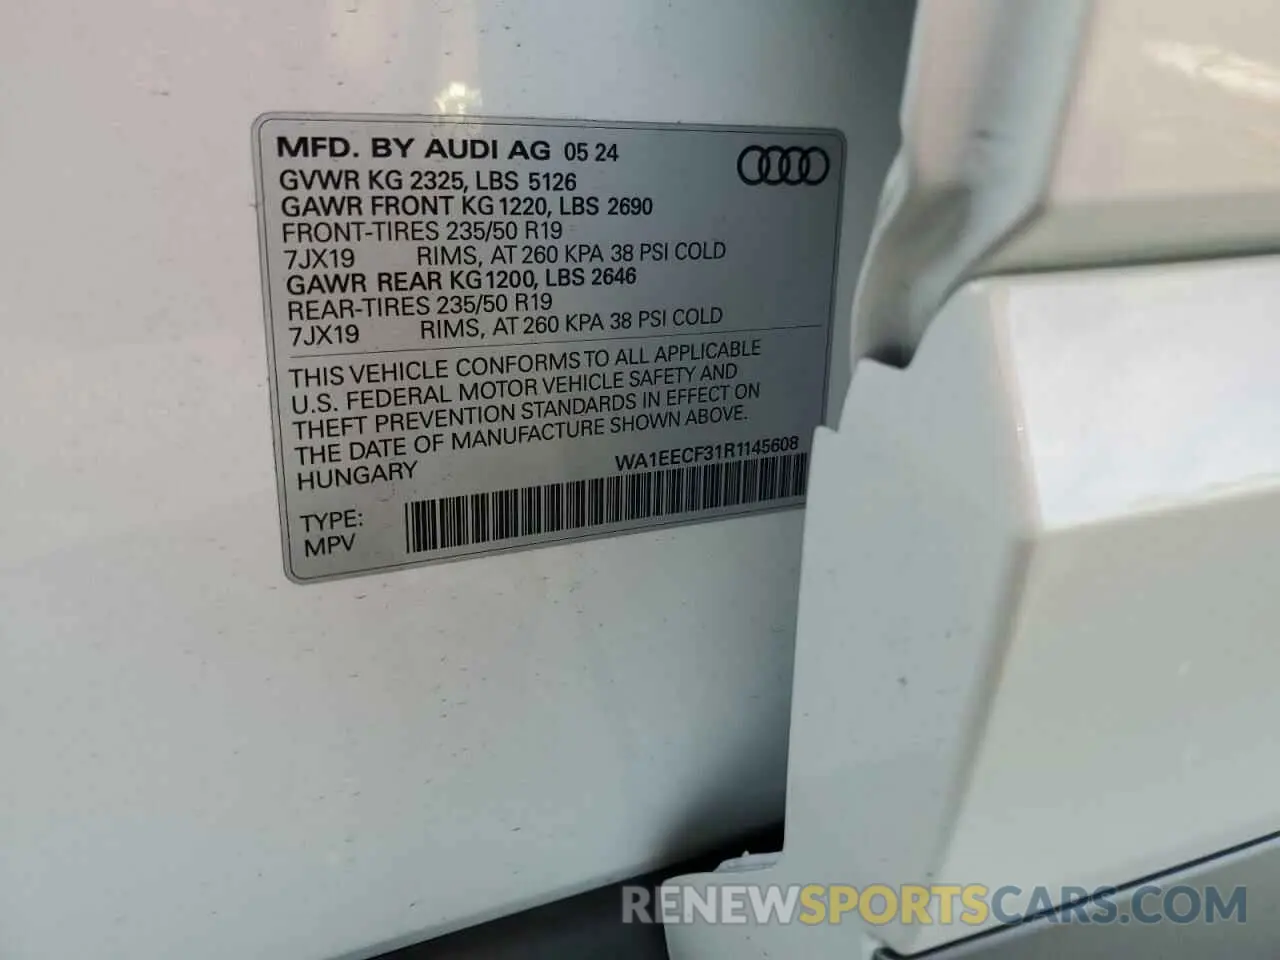 MFD. BY AUDI AG 05 24
GVWR KG 2325, LBS 5126
GAWR FRONT KG 1220, LBS 2690
FRONT-TIRES 235/50 R19
7JX19 RIMS, AT 260 KPA 38 PSI COLD
GAWR REAR KG 1200, LBS 2646
REAR-TIRES 235/50 R19
7JX19 RIMS, AT 260 KPA 38 PSI COLD
THIS VEHICLE CONFORMS TO ALL APPLICABLE
U.S. FEDERAL MOTOR VEHICLE SAFETY AND
THEFT PREVENTION STANDARDS IN EFFECT ON
THE DATE OF MANUFACTURE SHOWN ABOVE.
HUNGARY
WA1EECF31R1145608
TYPE:
MPV
RENEWSPORTSCARS.COM